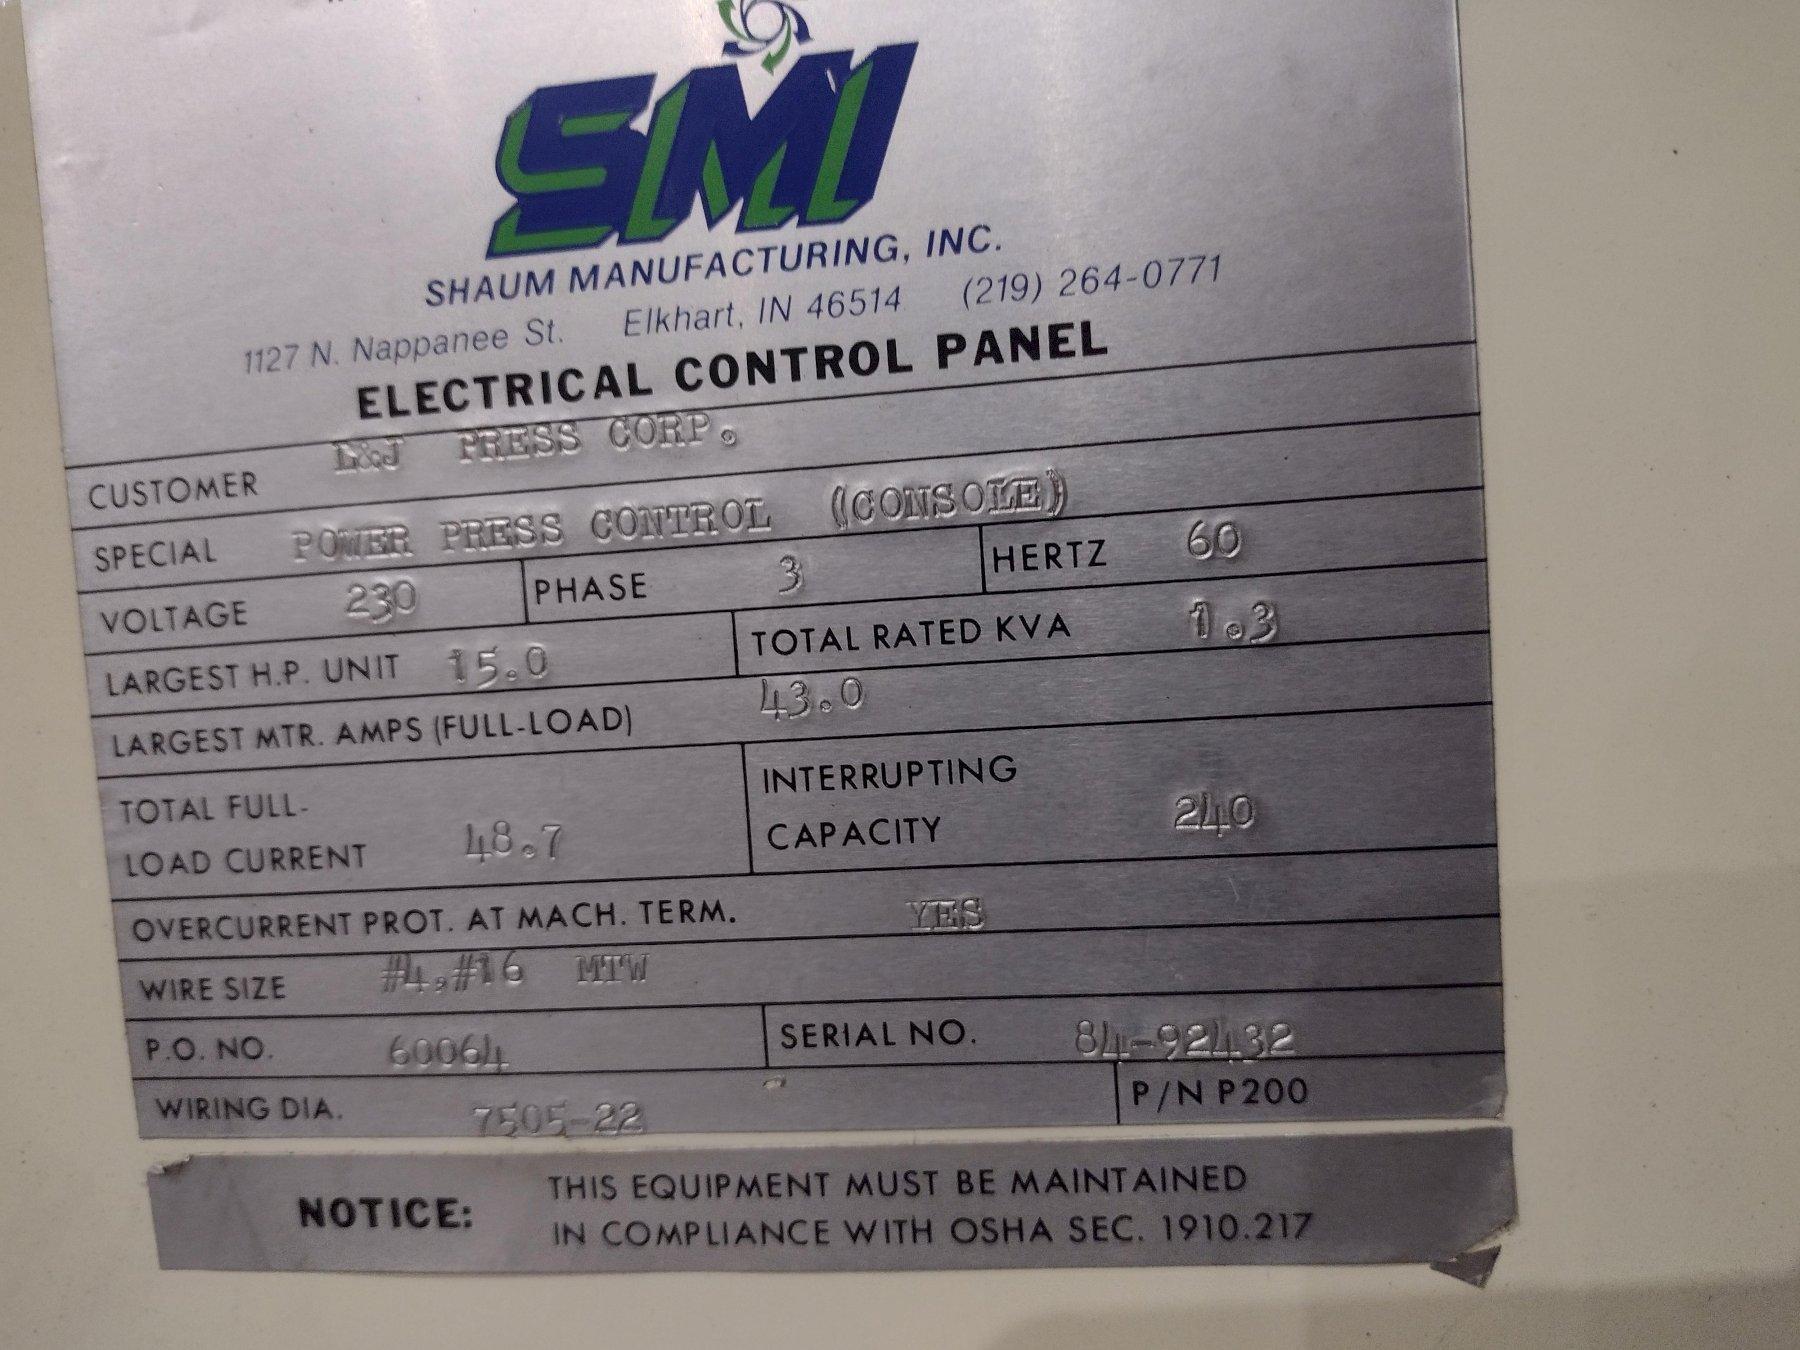 SMI
SHAUM MANUFACTURING, INC.
1127 N. Nappanee St. Elkhart, IN 46514 (219) 264-0771
ELECTRICAL CONTROL PANEL
CUSTOMER L&J PRESS CORP.
SPECIAL POWER PRESS CONTROL (CONSOLE)
VOLTAGE 230 PHASE 3 HERTZ 60
LARGEST H.P. UNIT 15.0 TOTAL RATED KVA 1.3
LARGEST MTR. AMPS (FULL-LOAD) 43.0
TOTAL FULL-
LOAD CURRENT 48.7
INTERRUPTING
CAPACITY 240
OVERCURRENT PROT. AT MACH. TERM. YES
WIRE SIZE #4,#16 MTW
P.O. NO. 60064 SERIAL NO. 84-92432
WIRING DIA. 7505-22 P/N P200
NOTICE: THIS EQUIPMENT MUST BE MAINTAINED
IN COMPLIANCE WITH OSHA SEC. 1910.217